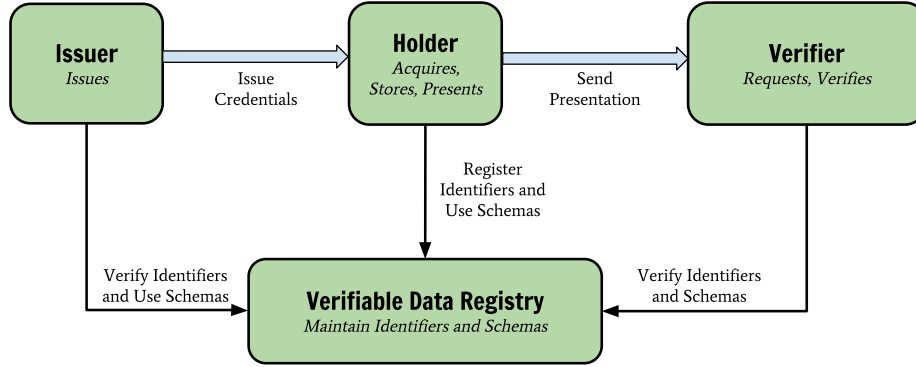 Issuer
Issues
Issue
Credentials
Holder
Acquires,
Stores, Presents
Send
Presentation
Verifier
Requests, Verifies
Register
Identifiers and
Use Schemas
Verify Identifiers
and Use Schemas
Verifiable Data Registry
Maintain Identifiers and Schemas
Verify Identifiers
and Schemas